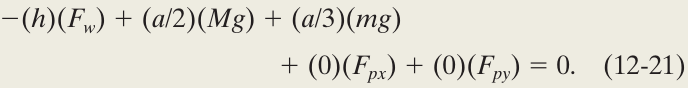 −(h)(F_w) + (a/2)(Mg) + (a/3)(mg)
+ (0)(F_px) + (0)(F_py) = 0. (12-21)